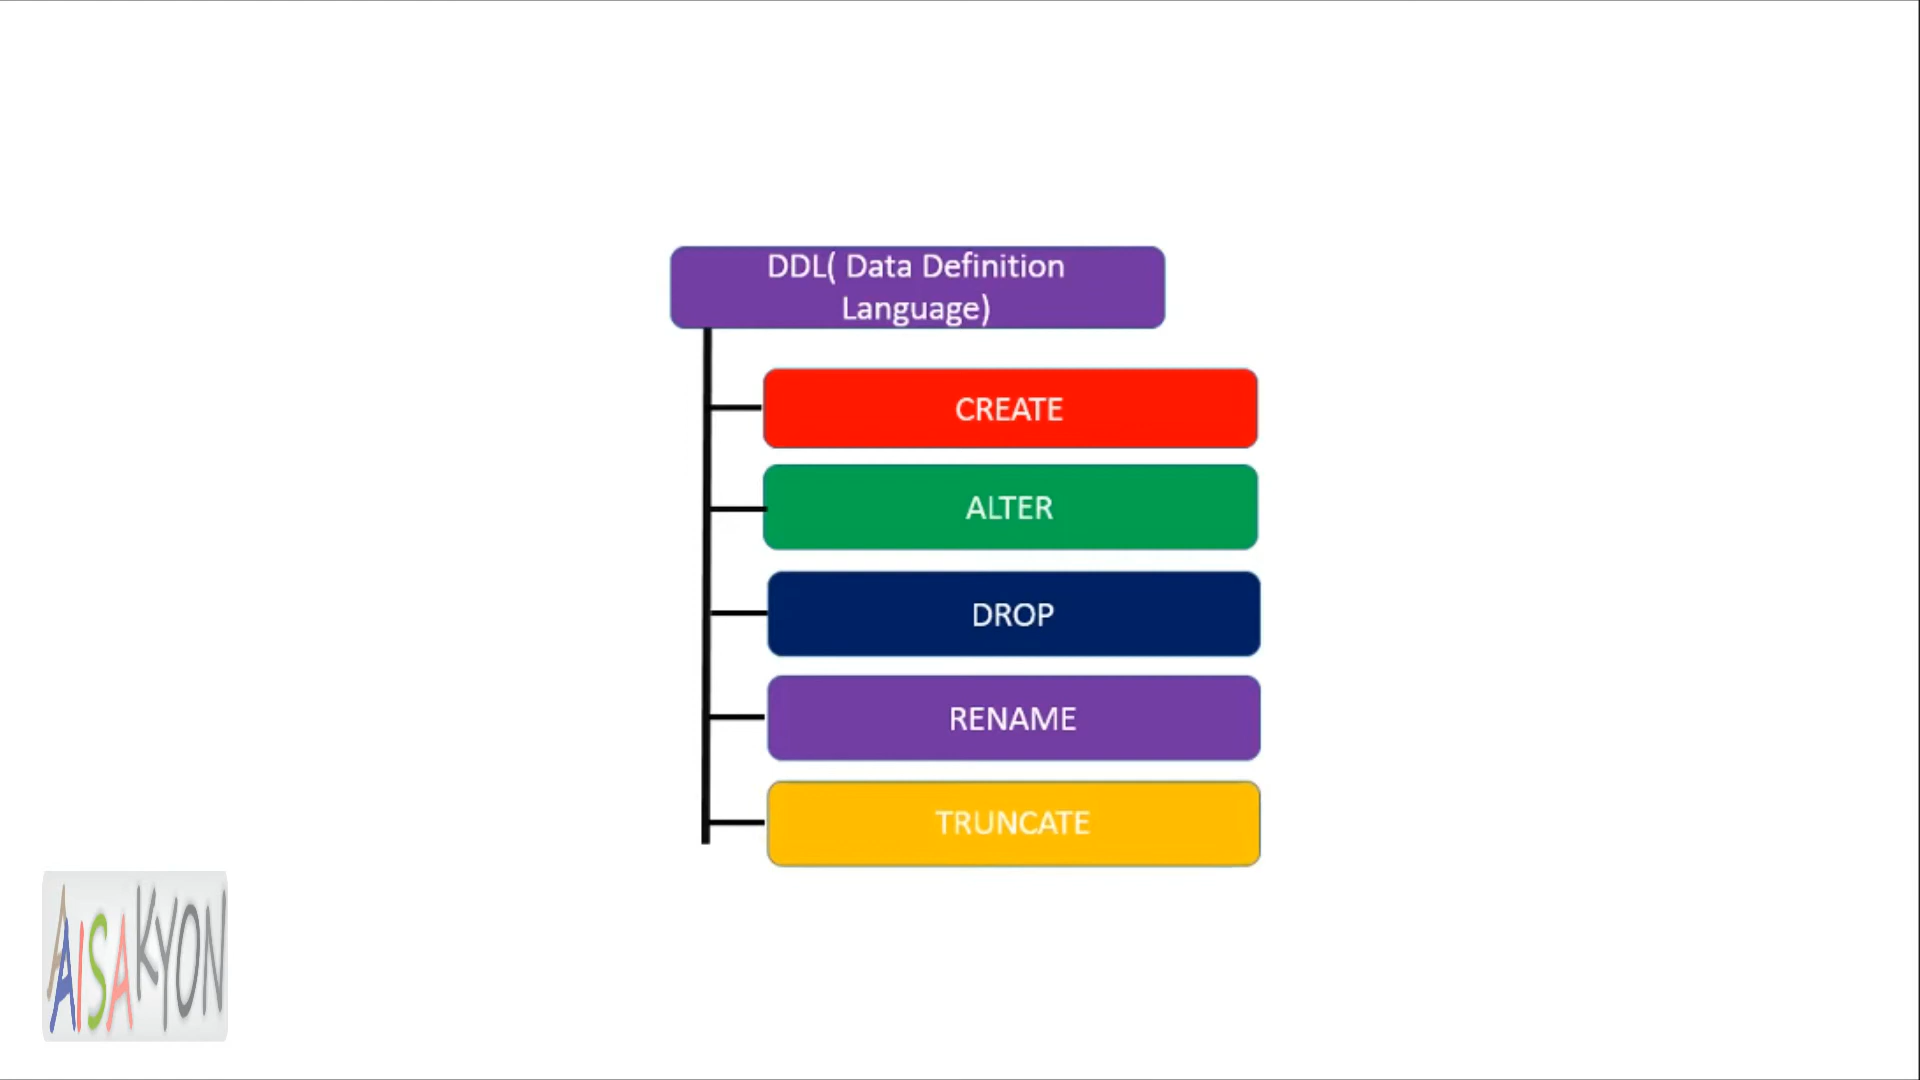 DDL( Data Definition
Language)
CREATE
ALTER
DROP
RENAME
TRUNCATE
AISAKYON